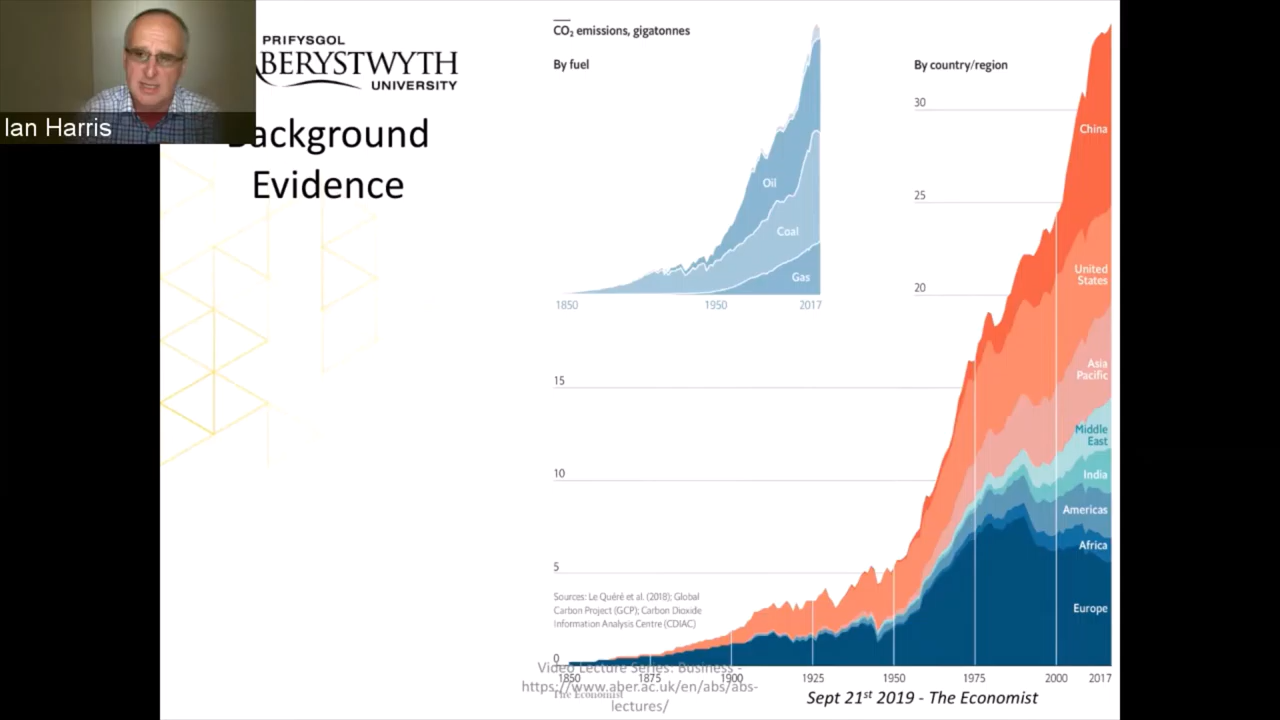 Ian Harris
PRIFYSGOL
ABERYSTWYTH
UNIVERSITY
Background
Evidence
CO₂ emissions, gigatonnes
By fuel
Oil
Coal
Gas
1850 1950 2017
By country/region
30
25
20
15
10
5
0
China
United
States
Asia
Pacific
Middle
East
India
Americas
Africa
Europe
Sources: Le Quéré et al. (2018); Global
Carbon Project (GCP); Carbon Dioxide
Information Analysis Centre (CDIAC)
1850 1875 1900 1925 1950 1975 2000 2017
The Economist
Video Lecture Series: Business -
https://www.aber.ac.uk/en/abs/abs-
lectures/
Sept 21st 2019 - The Economist